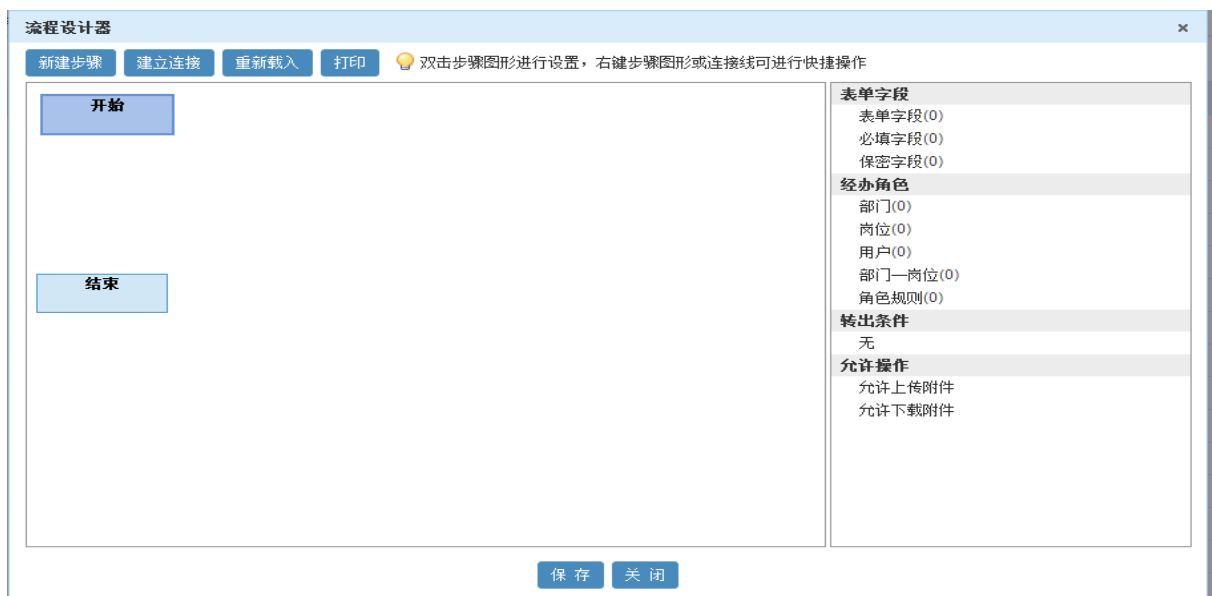 流程设计器
新建步骤 建立连接 重新载入 打印 双击步骤图形进行设置，右键步骤图形或连接线可进行快捷操作
开始
结束
表单字段
表单字段(0)
必填字段(0)
保密字段(0)
经办角色
部门(0)
岗位(0)
用户(0)
部门—岗位(0)
角色规则(0)
转出条件
无
允许操作
允许上传附件
允许下载附件
保 存 关 闭